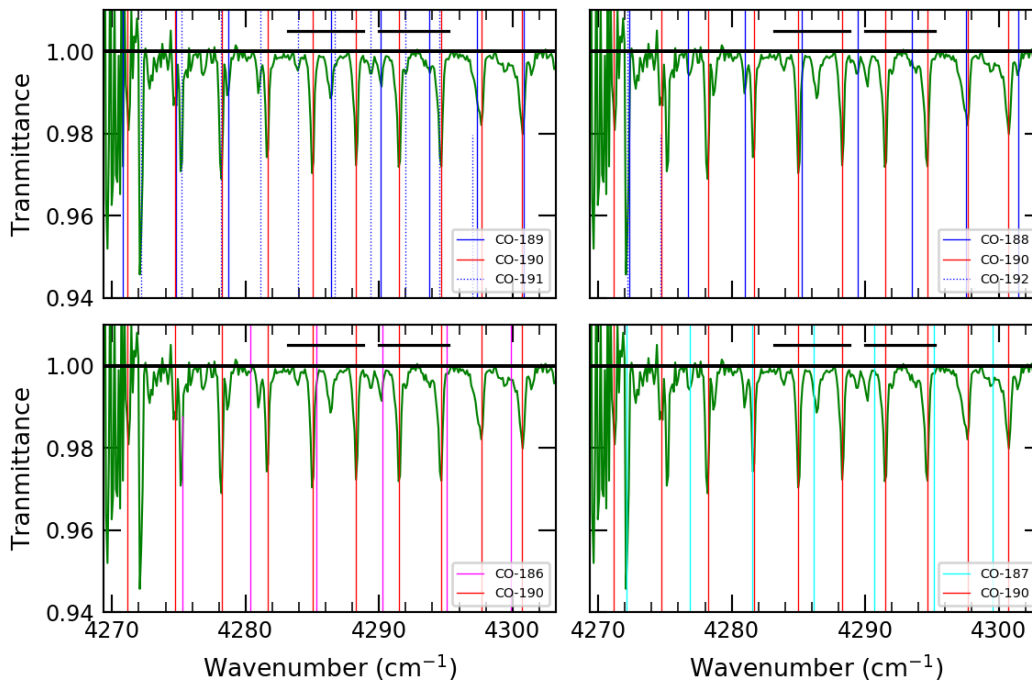 Tranmittance
1.00
0.98
0.96
0.94
CO-189
CO-190
CO-191
CO-188
CO-190
CO-192
Tranmittance
1.00
0.98
0.96
0.94
CO-186
CO-190
CO-187
CO-190
4270 4280 4290 4300
4270 4280 4290 4300
Wavenumber (cm⁻¹)
Wavenumber (cm⁻¹)